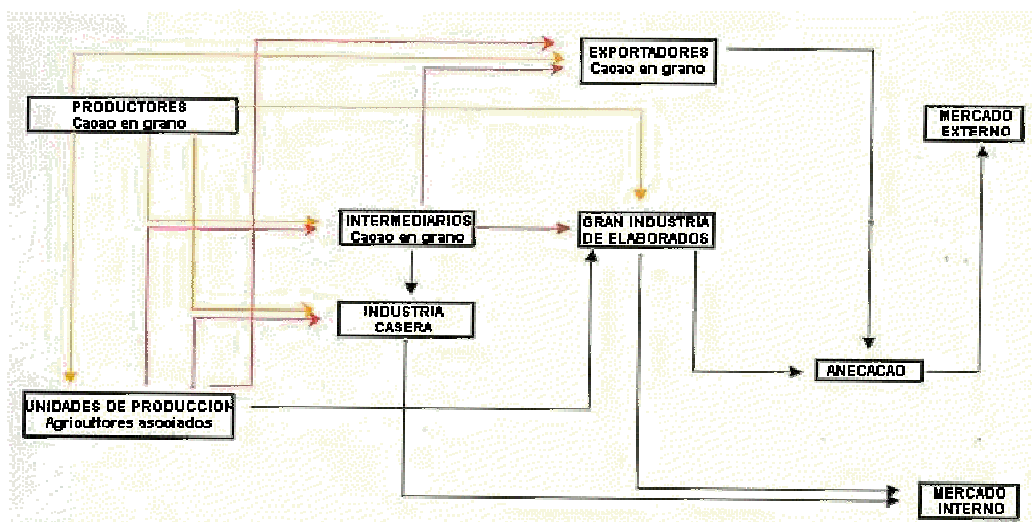 EXPORTADORES
Cacao en grano
PRODUCTORES
Cacao en grano
MERCADO
EXTERNO
INTERMEDIARIOS
Cacao en grano
GRAN INDUSTRIA
DE ELABORADOS
INDUSTRIA
CASERA
ANECACAO
UNIDADES DE PRODUCCION
Agricultores asociados
MERCADO
INTERNO